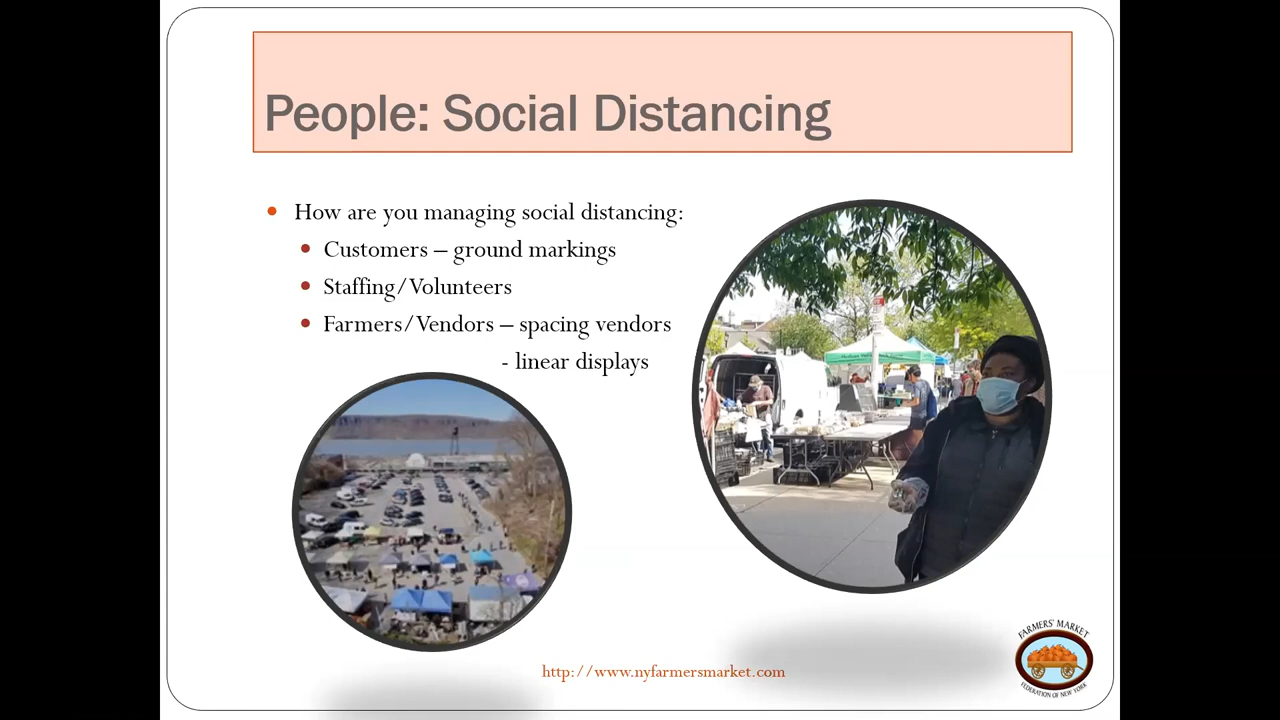 People: Social Distancing
How are you managing social distancing:
Customers – ground markings
Staffing/Volunteers
Farmers/Vendors – spacing vendors
- linear displays
http://www.nyfarmersmarket.com
FARMERS' MARKET
FEDERATION OF NEW YORK